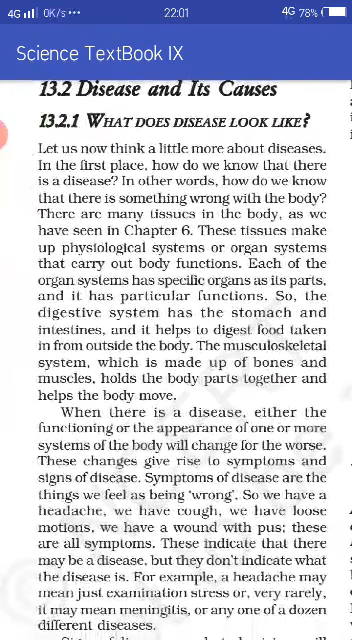 4G 0K/s ··· 22:01 4G 78%
Science TextBook IX
13.2 Disease and Its Causes
13.2.1 WHAT DOES DISEASE LOOK LIKE?
Let us now think a little more about diseases.
In the first place, how do we know that there
is a disease? In other words, how do we know
that there is something wrong with the body?
There are many tissues in the body, as we
have seen in Chapter 6. These tissues make
up physiological systems or organ systems
that carry out body functions. Each of the
organ systems has specific organs as its parts,
and it has particular functions. So, the
digestive system has the stomach and
intestines, and it helps to digest food taken
in from outside the body. The musculoskeletal
system, which is made up of bones and
muscles, holds the body parts together and
helps the body move.
When there is a disease, either the
functioning or the appearance of one or more
systems of the body will change for the worse.
These changes give rise to symptoms and
signs of disease. Symptoms of disease are the
things we feel as being 'wrong'. So we have a
headache, we have cough, we have loose
motions, we have a wound with pus; these
are all symptoms. These indicate that there
may be a disease, but they don't indicate what
the disease is. For example, a headache may
mean just examination stress or, very rarely,
it may mean meningitis, or any one of a dozen
different diseases.